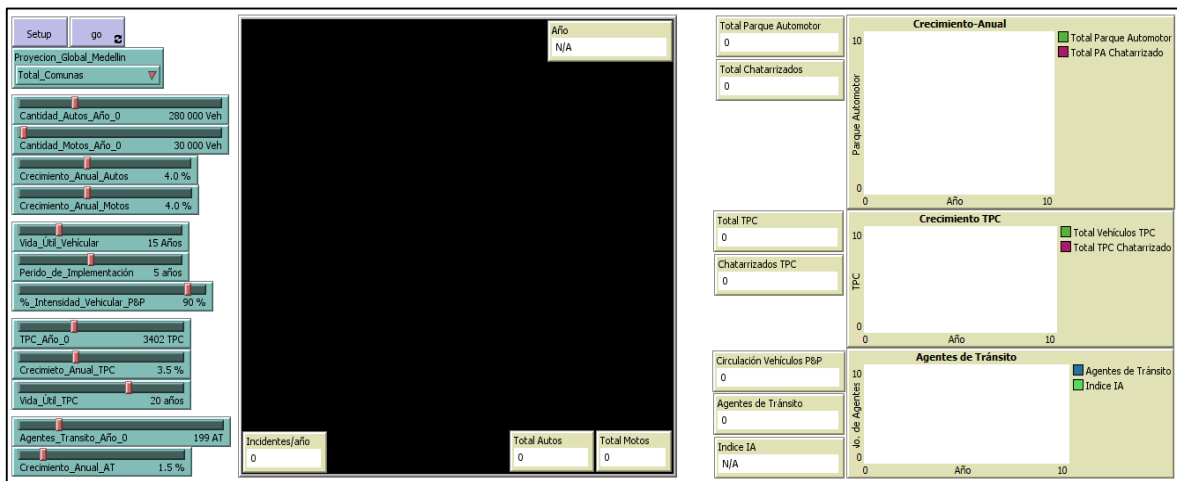 Setup
go
Proyecion_Global_Medellin
Total_Comunas
Cantidad_Autos_Año_0 280 000 Veh
Cantidad_Motos_Año_0 30 000 Veh
Crecimiento_Anual_Autos 4.0 %
Crecimiento_Anual_Motos 4.0 %
Vida_Útil_Vehícular 15 Años
Perido_de_Implementación 5 años
%_Intensidad_Vehicular_P&P 90 %
TPC_Año_0 3402 TPC
Crecimieto_Anual_TPC 3.5 %
Vida_Útil_TPC 20 años
Agentes_Transito_Año_0 199 AT
Crecimiento_Anual_AT 1.5 %
Año
N/A
Incidentes/año
0
Total Autos
0
Total Motos
0
Total Parque Automotor
0
Total Chatarrizados
0
Crecimiento-Anual
Parque Automotor
10
0
0
Año
10
Total Parque Automotor
Total PA Chatarrizado
Total TPC
0
Chatarrizados TPC
0
Crecimiento TPC
TPC
10
0
0
Año
10
Total Vehículos TPC
Total TPC Chatarrizado
Circulación Vehículos P&P
0
Agentes de Tránsito
0
Indice IA
N/A
Agentes de Tránsito
No. de Agentes
10
0
0
Año
10
Agentes de Tránsito
Indice IA